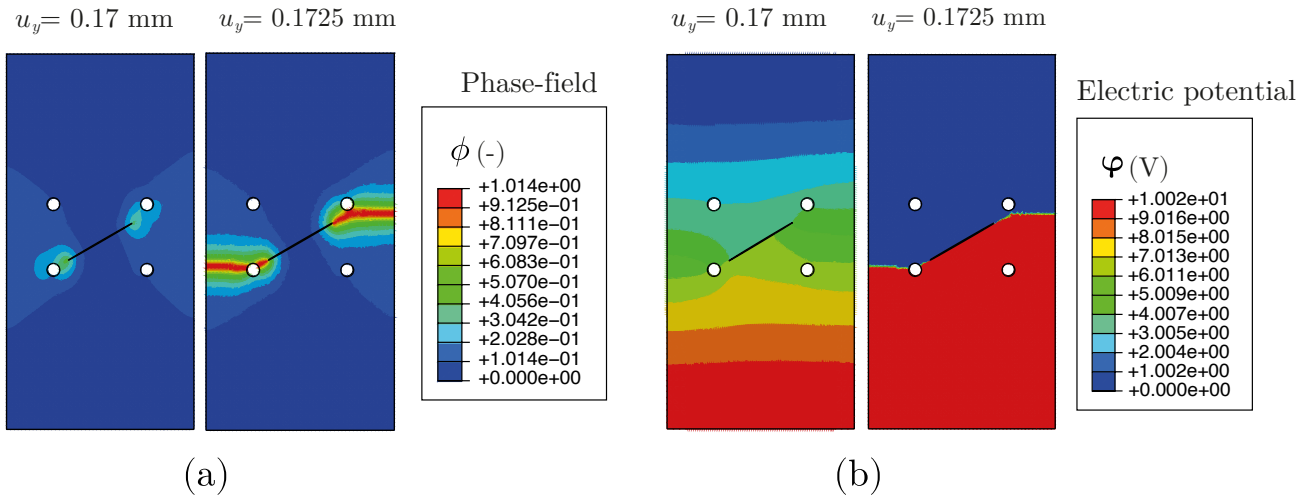 u_y= 0.17 mm
u_y= 0.1725 mm
Phase-field
ϕ (-)
+1.014e+00
+9.125e−01
+8.111e−01
+7.097e−01
+6.083e−01
+5.070e−01
+4.056e−01
+3.042e−01
+2.028e−01
+1.014e−01
+0.000e+00
(a)
u_y= 0.17 mm
u_y= 0.1725 mm
Electric potential
φ (V)
+1.002e+01
+9.016e+00
+8.015e+00
+7.013e+00
+6.011e+00
+5.009e+00
+4.007e+00
+3.005e+00
+2.004e+00
+1.002e+00
+0.000e+00
(b)